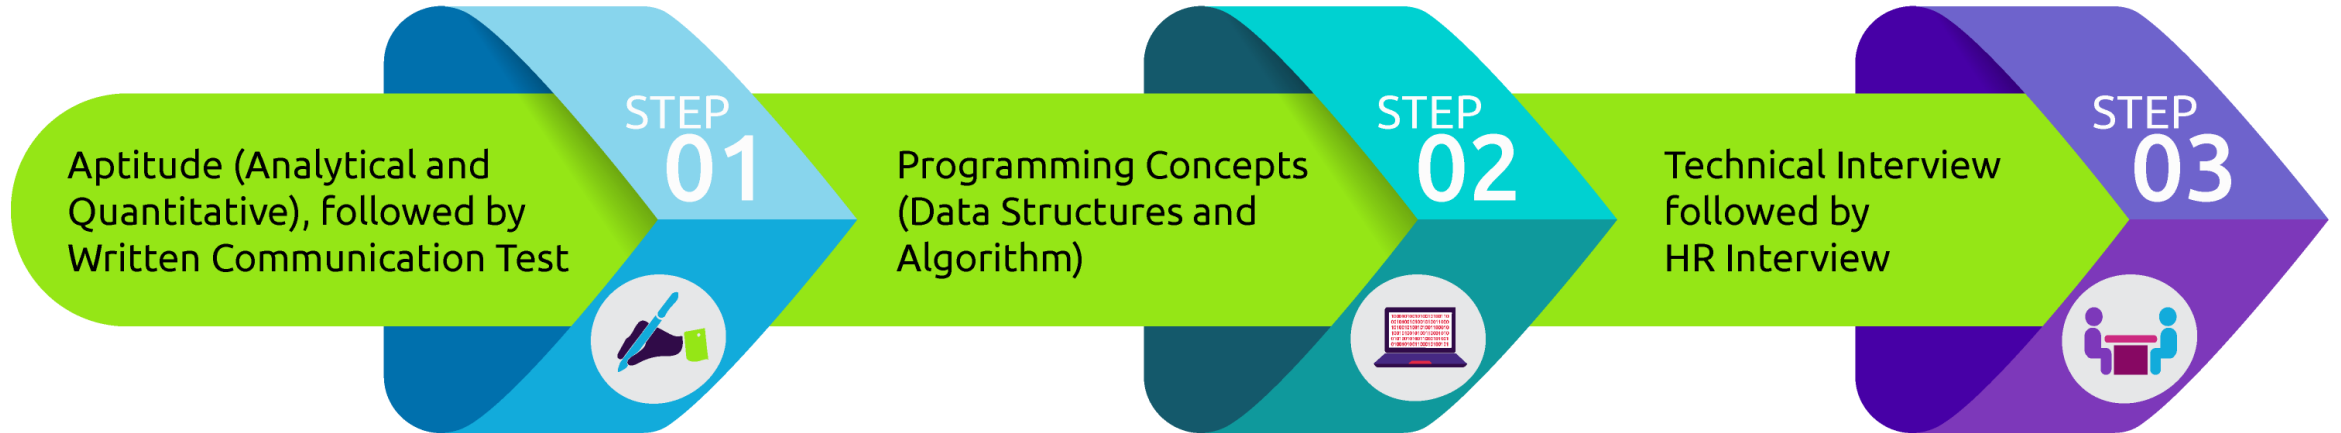 Aptitude (Analytical and
Quantitative), followed by
Written Communication Test
STEP
01
Programming Concepts
(Data Structures and
Algorithm)
STEP
02
Technical Interview
followed by
HR Interview
STEP
03